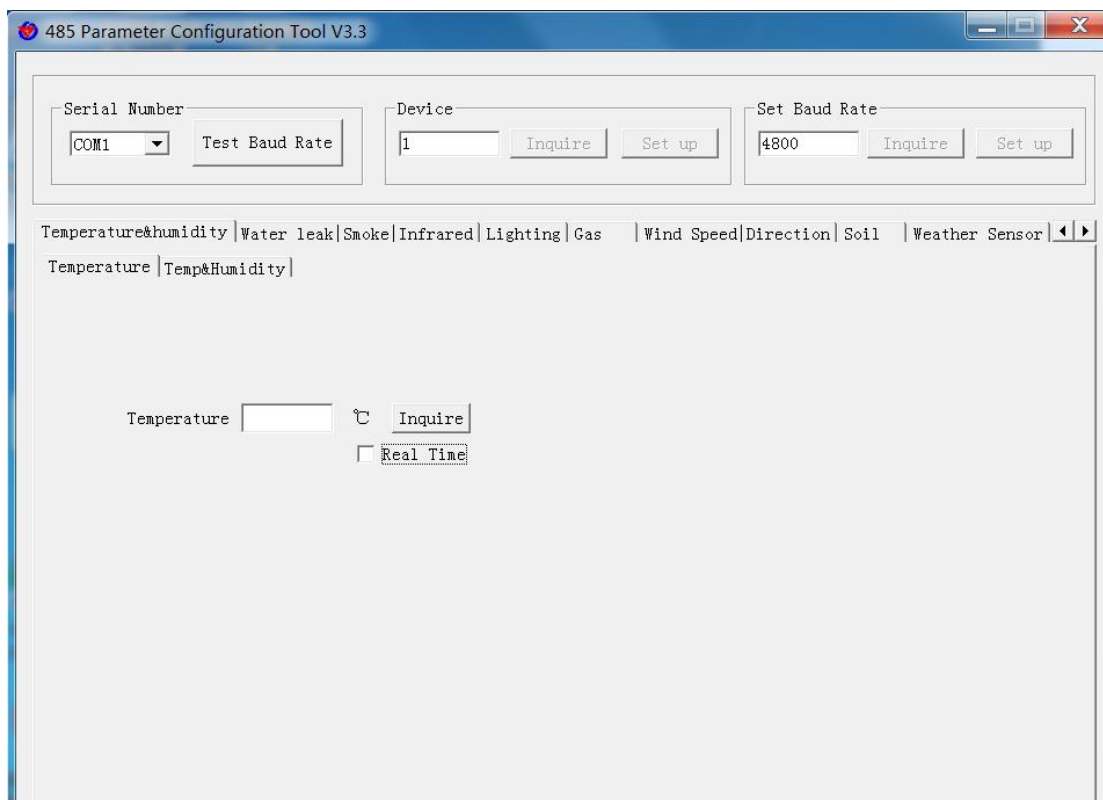 485 Parameter Configuration Tool V3.3
Serial Number Device Set Baud Rate
COM1 Test Baud Rate 1 Inquire Set up 4800 Inquire Set up
Temperature&humidity Water leak Smoke Infrared Lighting Gas Wind Speed Direction Soil Weather Sensor
Temperature Temp&Humidity
Temperature ℃ Inquire
Real Time